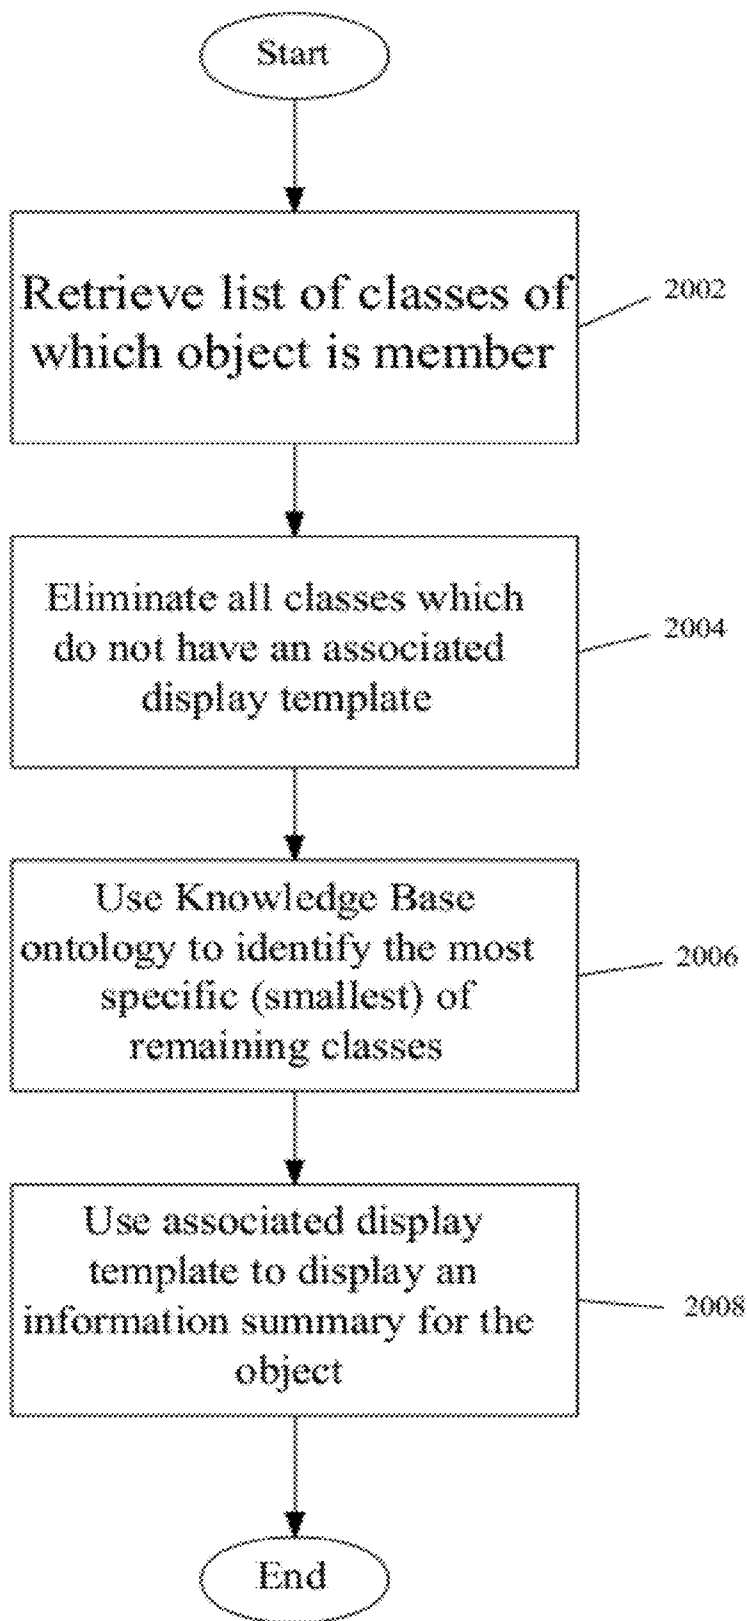 Start
Retrieve list of classes of
which object is member
2002
Eliminate all classes which
do not have an associated
display template
2004
Use Knowledge Base
ontology to identify the most
specific (smallest) of
remaining classes
2006
Use associated display
template to display an
information summary for the
object
2008
End